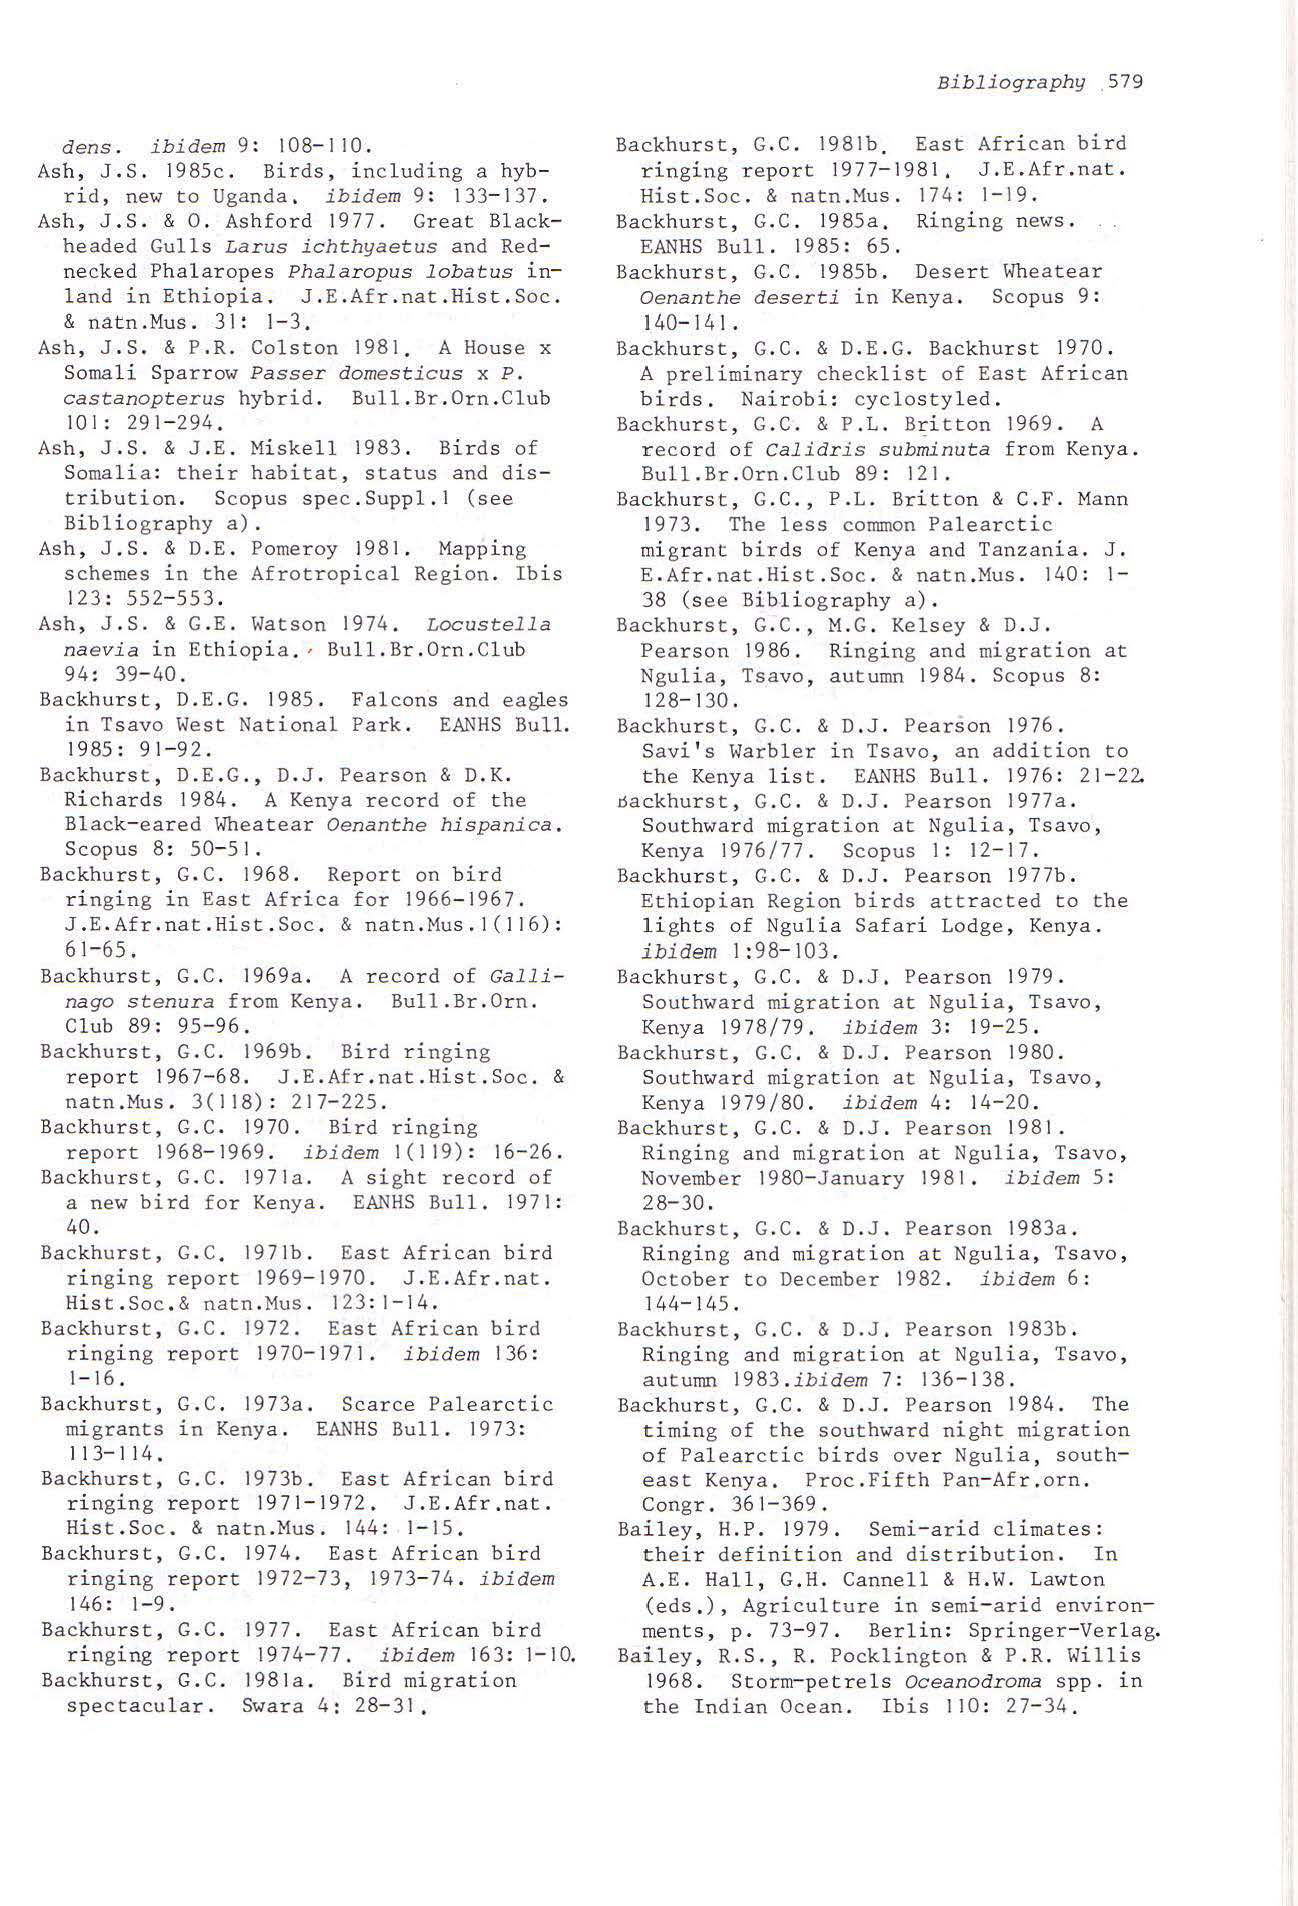 Bibliography 579
dens. ibidem 9: 108-110.
Ash, J.S. 1985c. Birds, including a hyb-
rid, new to Uganda. ibidem 9: 133-137.
Ash, J.S. & O. Ashford 1977. Great Black-
headed Gulls Larus ichthyaetus and Red-
necked Phalaropes Phalaropus lobatus in-
land in Ethiopia. J.E.Afr.nat.Hist.Soc.
& natn.Mus. 31: 1-3.
Ash, J.S. & P.R. Colston 1981. A House x
Somali Sparrow Passer domesticus x P.
castanopterus hybrid. Bull.Br.Orn.Club
101: 291-294.
Ash, J.S. & J.E. Miskell 1983. Birds of
Somalia: their habitat, status and dis-
tribution. Scopus spec.Suppl.1 (see
Bibliography a).
Ash, J.S. & D.E. Pomeroy 1981. Mapping
schemes in the Afrotropical Region. Ibis
123: 552-553.
Ash, J.S. & G.E. Watson 1974. Locustella
naevia in Ethiopia. Bull.Br.Orn.Club
94: 39-40.
Backhurst, D.E.G. 1985. Falcons and eagles
in Tsavo West National Park. EANHS Bull.
1985: 91-92.
Backhurst, D.E.G., D.J. Pearson & D.K.
Richards 1984. A Kenya record of the
Black-eared Wheatear Oenanthe hispanica.
Scopus 8: 50-51.
Backhurst, G.C. 1968. Report on bird
ringing in East Africa for 1966-1967.
J.E.Afr.nat.Hist.Soc. & natn.Mus.1(116):
61-65.
Backhurst, G.C. 1969a. A record of Galli-
nago stenura from Kenya. Bull.Br.Orn.
Club 89: 95-96.
Backhurst, G.C. 1969b. Bird ringing
report 1967-68. J.E.Afr.nat.Hist.Soc. &
natn.Mus. 3(118): 217-225.
Backhurst, G.C. 1970. Bird ringing
report 1968-1969. ibidem 1(119): 16-26.
Backhurst, G.C. 1971a. A sight record of
a new bird for Kenya. EANHS Bull. 1971:
40.
Backhurst, G.C. 1971b. East African bird
ringing report 1969-1970. J.E.Afr.nat.
Hist.Soc.& natn.Mus. 123:1-14.
Backhurst, G.C. 1972. East African bird
ringing report 1970-1971. ibidem 136:
1-16.
Backhurst, G.C. 1973a. Scarce Palearctic
migrants in Kenya. EANHS Bull. 1973:
113-114.
Backhurst, G.C. 1973b. East African bird
ringing report 1971-1972. J.E.Afr.nat.
Hist.Soc. & natn.Mus. 144: 1-15.
Backhurst, G.C. 1974. East African bird
ringing report 1972-73, 1973-74. ibidem
146: 1-9.
Backhurst, G.C. 1977. East African bird
ringing report 1974-77. ibidem 163: 1-10.
Backhurst, G.C. 1981a. Bird migration
spectacular. Swara 4: 28-31.
Backhurst, G.C. 1981b. East African bird
ringing report 1977-1981. J.E.Afr.nat.
Hist.Soc. & natn.Mus. 174: 1-19.
Backhurst, G.C. 1985a. Ringing news.
EANHS Bull. 1985: 65.
Backhurst, G.C. 1985b. Desert Wheatear
Oenanthe deserti in Kenya. Scopus 9:
140-141.
Backhurst, G.C. & D.E.G. Backhurst 1970.
A preliminary checklist of East African
birds. Nairobi: cyclostyled.
Backhurst, G.C. & P.L. Britton 1969. A
record of Calidris subminuta from Kenya.
Bull.Br.Orn.Club 89: 121.
Backhurst, G.C., P.L. Britton & C.F. Mann
1973. The less common Palearctic
migrant birds of Kenya and Tanzania. J.
E.Afr.nat.Hist.Soc. & natn.Mus. 140: 1-
38 (see Bibliography a).
Backhurst, G.C., M.G. Kelsey & D.J.
Pearson 1986. Ringing and migration at
Ngulia, Tsavo, autumn 1984. Scopus 8:
128-130.
Backhurst, G.C. & D.J. Pearson 1976.
Savi's Warbler in Tsavo, an addition to
the Kenya list. EANHS Bull. 1976: 21-22.
Backhurst, G.C. & D.J. Pearson 1977a.
Southward migration at Ngulia, Tsavo,
Kenya 1976/77. Scopus 1: 12-17.
Backhurst, G.C. & D.J. Pearson 1977b.
Ethiopian Region birds attracted to the
lights of Ngulia Safari Lodge, Kenya.
ibidem 1:98-103.
Backhurst, G.C. & D.J. Pearson 1979.
Southward migration at Ngulia, Tsavo,
Kenya 1978/79. ibidem 3: 19-25.
Backhurst, G.C. & D.J. Pearson 1980.
Southward migration at Ngulia, Tsavo,
Kenya 1979/80. ibidem 4: 14-20.
Backhurst, G.C. & D.J. Pearson 1981.
Ringing and migration at Ngulia, Tsavo,
November 1980-January 1981. ibidem 5:
28-30.
Backhurst, G.C. & D.J. Pearson 1983a.
Ringing and migration at Ngulia, Tsavo,
October to December 1982. ibidem 6:
144-145.
Backhurst, G.C. & D.J. Pearson 1983b.
Ringing and migration at Ngulia, Tsavo,
autumn 1983.ibidem 7: 136-138.
Backhurst, G.C. & D.J. Pearson 1984. The
timing of the southward night migration
of Palearctic birds over Ngulia, south-
east Kenya. Proc.Fifth Pan-Afr.orn.
Congr. 361-369.
Bailey, H.P. 1979. Semi-arid climates:
their definition and distribution. In
A.E. Hall, G.H. Cannell & H.W. Lawton
(eds.), Agriculture in semi-arid environ-
ments, p. 73-97. Berlin: Springer-Verlag.
Bailey, R.S., R. Pocklington & P.R. Willis
1968. Storm-petrels Oceanodroma spp. in
the Indian Ocean. Ibis 110: 27-34.